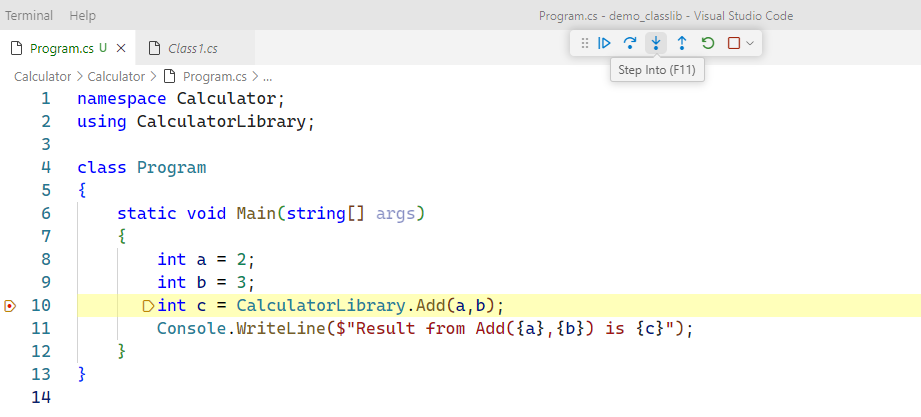 Terminal Help Program.cs - demo_classlib - Visual Studio Code
Program.cs U Class1.cs
Step Into (F11)
Calculator > Calculator > Program.cs > ...
1 namespace Calculator;
2 using CalculatorLibrary;
3
4 class Program
5 {
6 static void Main(string[] args)
7 {
8 int a = 2;
9 int b = 3;
10 int c = CalculatorLibrary.Add(a,b);
11 Console.WriteLine($"Result from Add({a},{b}) is {c}");
12 }
13 }
14